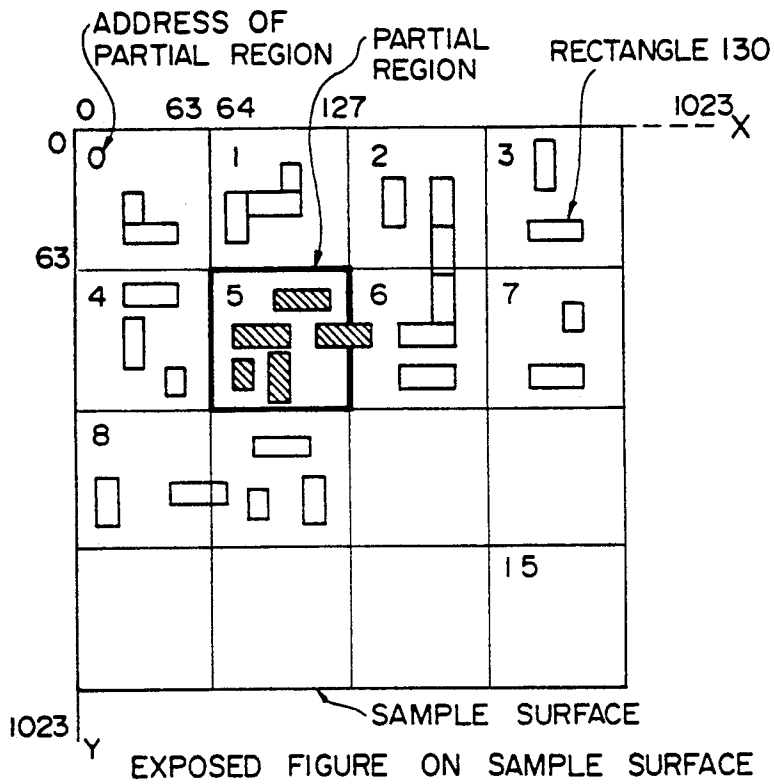 ADDRESS OF
PARTIAL REGION
PARTIAL
REGION
RECTANGLE 130
0 63 64 127 1023 X
0
0 1 2 3
63
4 5 6 7
8
15
1023
Y
SAMPLE SURFACE
EXPOSED FIGURE ON SAMPLE SURFACE